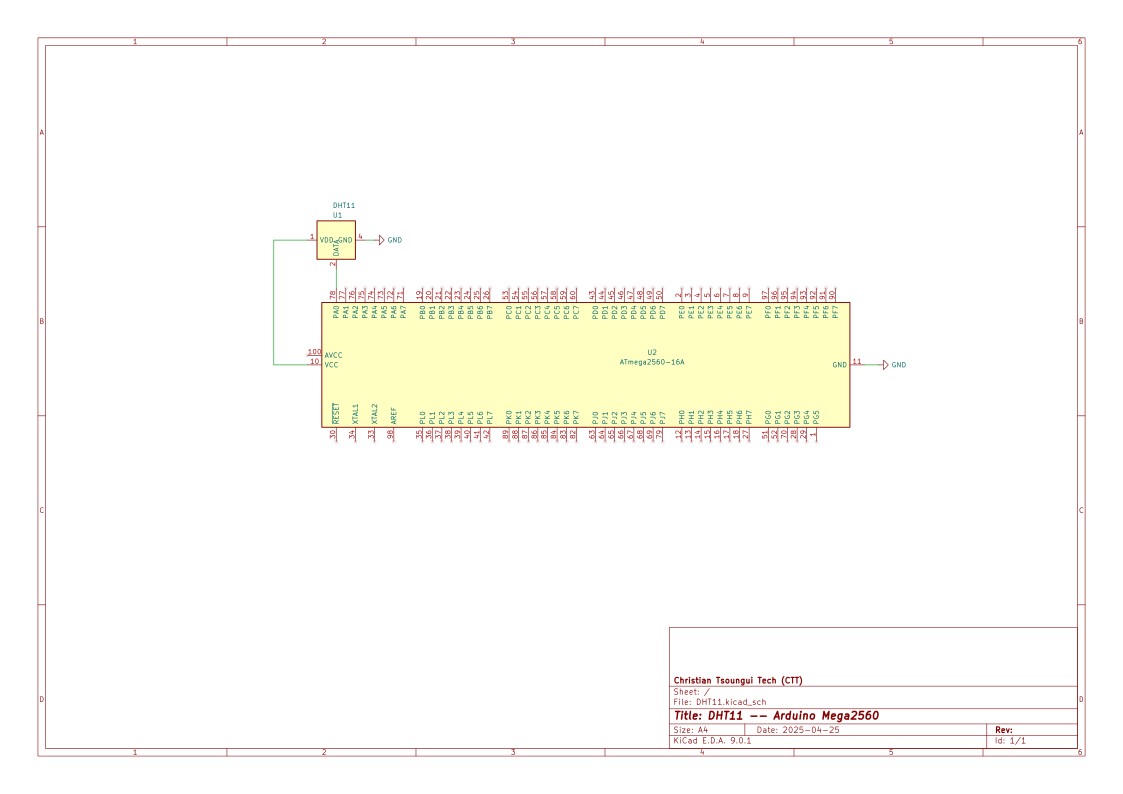 1 2 3 4 5 6
A A
DHT11
U1
1 VDD GND 4 GND
DATA
2
B B
78 77 76 75 74 73 72 71 19 20 21 22 23 24 25 26 53 54 55 56 57 58 59 60 43 44 45 46 47 48 49 50 2 3 4 5 6 7 8 9 97 96 95 94 93 92 91 90
PA0 PA1 PA2 PA3 PA4 PA5 PA6 PA7 PB0 PB1 PB2 PB3 PB4 PB5 PB6 PB7 PC0 PC1 PC2 PC3 PC4 PC5 PC6 PC7 PD0 PD1 PD2 PD3 PD4 PD5 PD6 PD7 PE0 PE1 PE2 PE3 PE4 PE5 PE6 PE7 PF0 PF1 PF2 PF3 PF4 PF5 PF6 PF7
U2
100 AVCC
ATmega2560-16A
10 VCC GND 11 GND
RESET XTAL1 XTAL2 AREF PL0 PL1 PL2 PL3 PL4 PL5 PL6 PL7 PK0 PK1 PK2 PK3 PK4 PK5 PK6 PK7 PJ0 PJ1 PJ2 PJ3 PJ4 PJ5 PJ6 PJ7 PH0 PH1 PH2 PH3 PH4 PH5 PH6 PH7 PG0 PG1 PG2 PG3 PG4 PG5
30 34 33 98 35 36 37 38 39 40 41 42 89 88 87 86 85 84 83 82 63 64 65 66 67 68 69 79 12 13 14 15 16 17 18 27 51 52 70 28 29 1
C C
Christian Tsoungui Tech (CTT)
Sheet: /
File: DHT11.kicad_sch
D D
Title: DHT11 -- Arduino Mega2560
Size: A4 Date: 2025-04-25 Rev:
KiCad E.D.A. 9.0.1 Id: 1/1
1 2 3 4 5 6